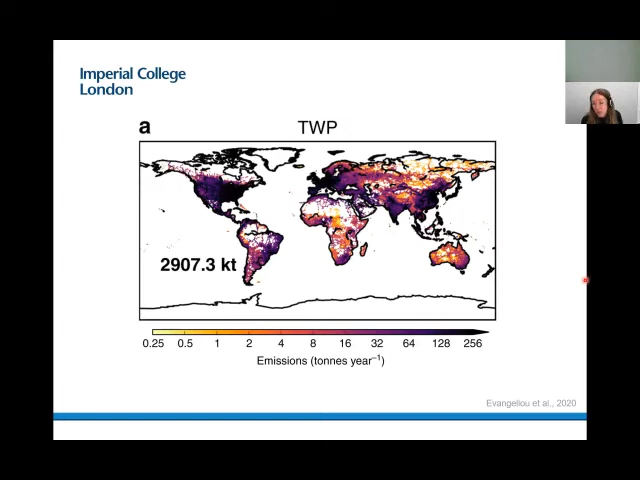 Imperial College
London
a
TWP
2907.3 kt
0.25 0.5 1 2 4 8 16 32 64 128 256
Emissions (tonnes year⁻¹)
Evangeliou et al., 2020